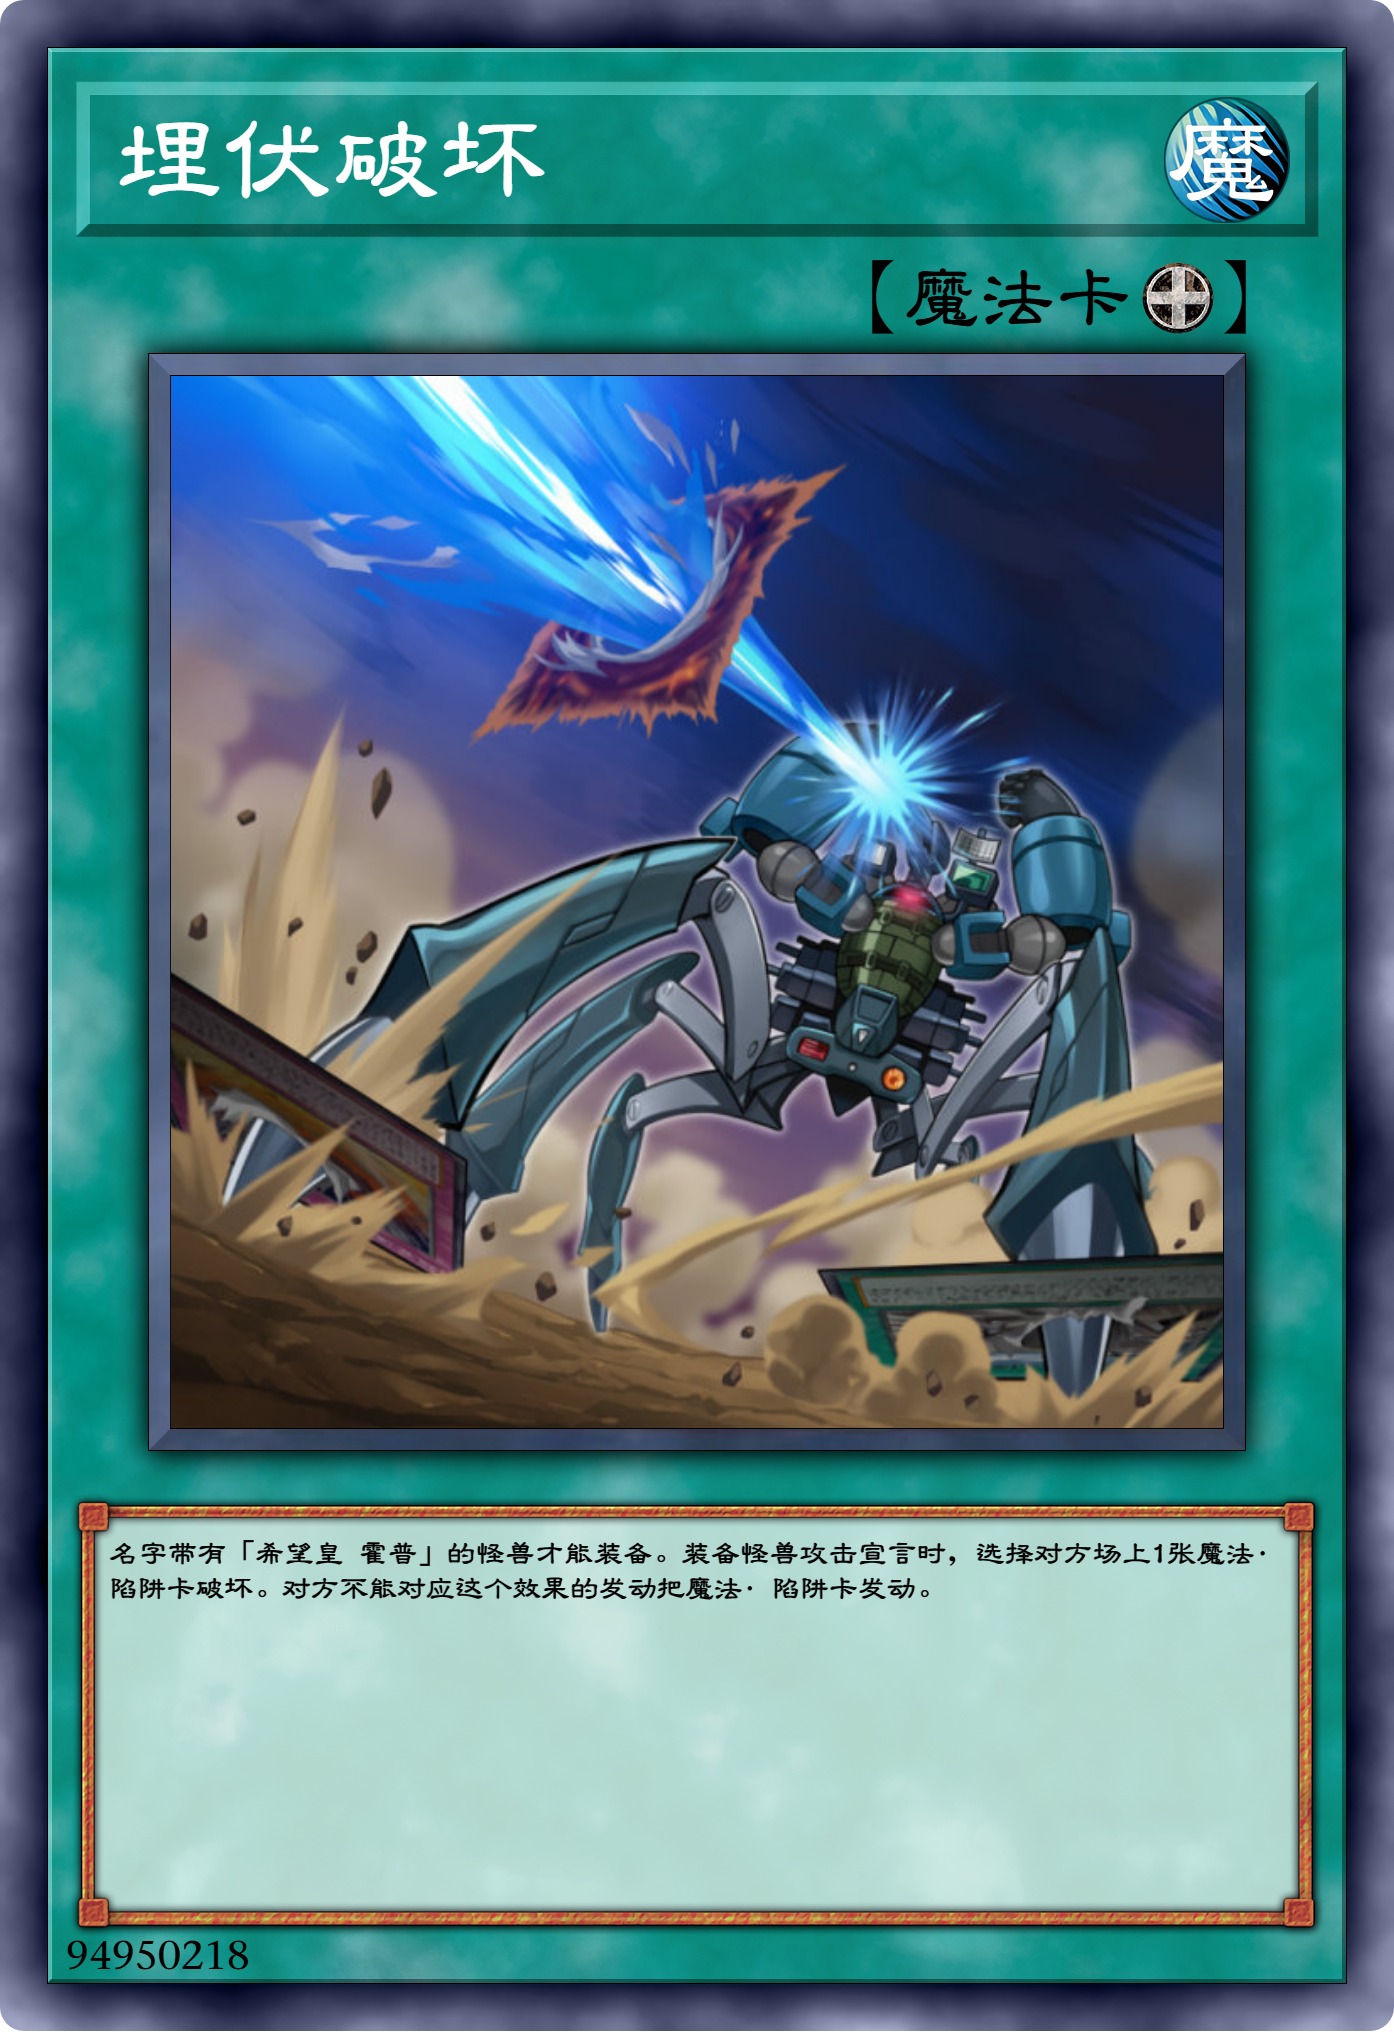 埋伏破坏
魔
【魔法卡】
名字带有「希望皇 霍普」的怪兽才能装备。装备怪兽攻击宣言时，选择对方场上1张魔法·
陷阱卡破坏。对方不能对应这个效果的发动把魔法· 陷阱卡发动。
94950218